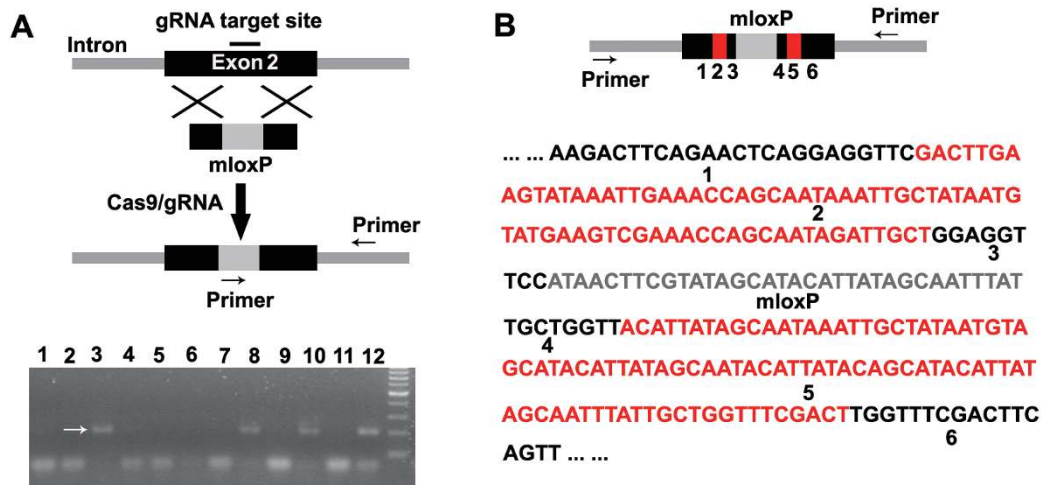 A
gRNA target site
Intron
Exon 2
mloxP
Cas9/gRNA
Primer
Primer
1 2 3 4 5 6 7 8 9 10 11 12
B
mloxP
Primer
Primer
1 2 3 4 5 6
... ... AAGACTTCAGAACTCAGGAGGTTCGACTTGA
1
AGTATAAATTGAAACCAGCAATAAATTGCTATAATG
2
TATGAAGTCGAAACCAGCAATAGATTGCTGGAGGT
3
TCCATAACTTCGTATAGCATACATTATAGCAATTTAT
mloxP
TGCTGGTTACATTATAGCAATAAATTGCTATAATGTA
4
GCATACATTATAGCAATACATTATACAGCATACATTAT
5
AGCAATTTATTGCTGGTTTCGACTTGGTTTCGACTTC
6
AGTT ... ...